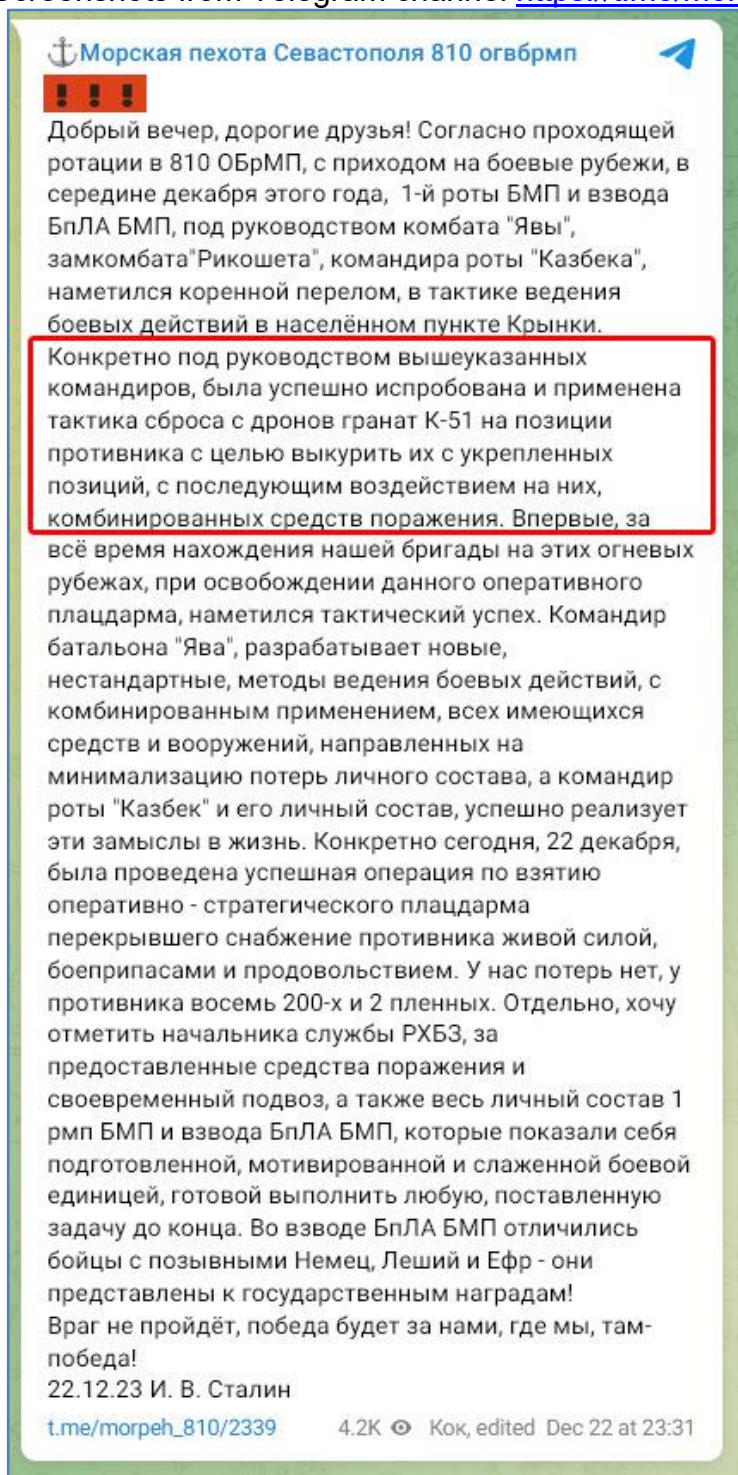 Морская пехота Севастополя 810 огвбрмп
Добрый вечер, дорогие друзья! Согласно проходящей
ротации в 810 ОБрМП, с приходом на боевые рубежи, в
середине декабря этого года, 1-й роты БМП и взвода
БпЛА БМП, под руководством комбата "Явы",
замкомбата"Рикошета", командира роты "Казбека",
наметился коренной перелом, в тактике ведения
боевых действий в населённом пункте Крынки.
Конкретно под руководством вышеуказанных
командиров, была успешно испробована и применена
тактика сброса с дронов гранат К-51 на позиции
противника с целью выкурить их с укрепленных
позиций, с последующим воздействием на них,
комбинированных средств поражения. Впервые, за
всё время нахождения нашей бригады на этих огневых
рубежах, при освобождении данного оперативного
плацдарма, наметился тактический успех. Командир
батальона "Ява", разрабатывает новые,
нестандартные, методы ведения боевых действий, с
комбинированным применением, всех имеющихся
средств и вооружений, направленных на
минимализацию потерь личного состава, а командир
роты "Казбек" и его личный состав, успешно реализует
эти замыслы в жизнь. Конкретно сегодня, 22 декабря,
была проведена успешная операция по взятию
оперативно - стратегического плацдарма
перекрывшего снабжение противника живой силой,
боеприпасами и продовольствием. У нас потерь нет, у
противника восемь 200-х и 2 пленных. Отдельно, хочу
отметить начальника службы РХБЗ, за
предоставленные средства поражения и
своевременный подвоз, а также весь личный состав 1
рмп БМП и взвода БпЛА БМП, которые показали себя
подготовленной, мотивированной и слаженной боевой
единицей, готовой выполнить любую, поставленную
задачу до конца. Во взводе БпЛА БМП отличились
бойцы с позывными Немец, Леший и Ефр - они
представлены к государственным наградам!
Враг не пройдёт, победа будет за нами, где мы, там-
победа!
22.12.23 И. В. Сталин
t.me/morpeh_810/2339 4.2K Кок, edited Dec 22 at 23:31